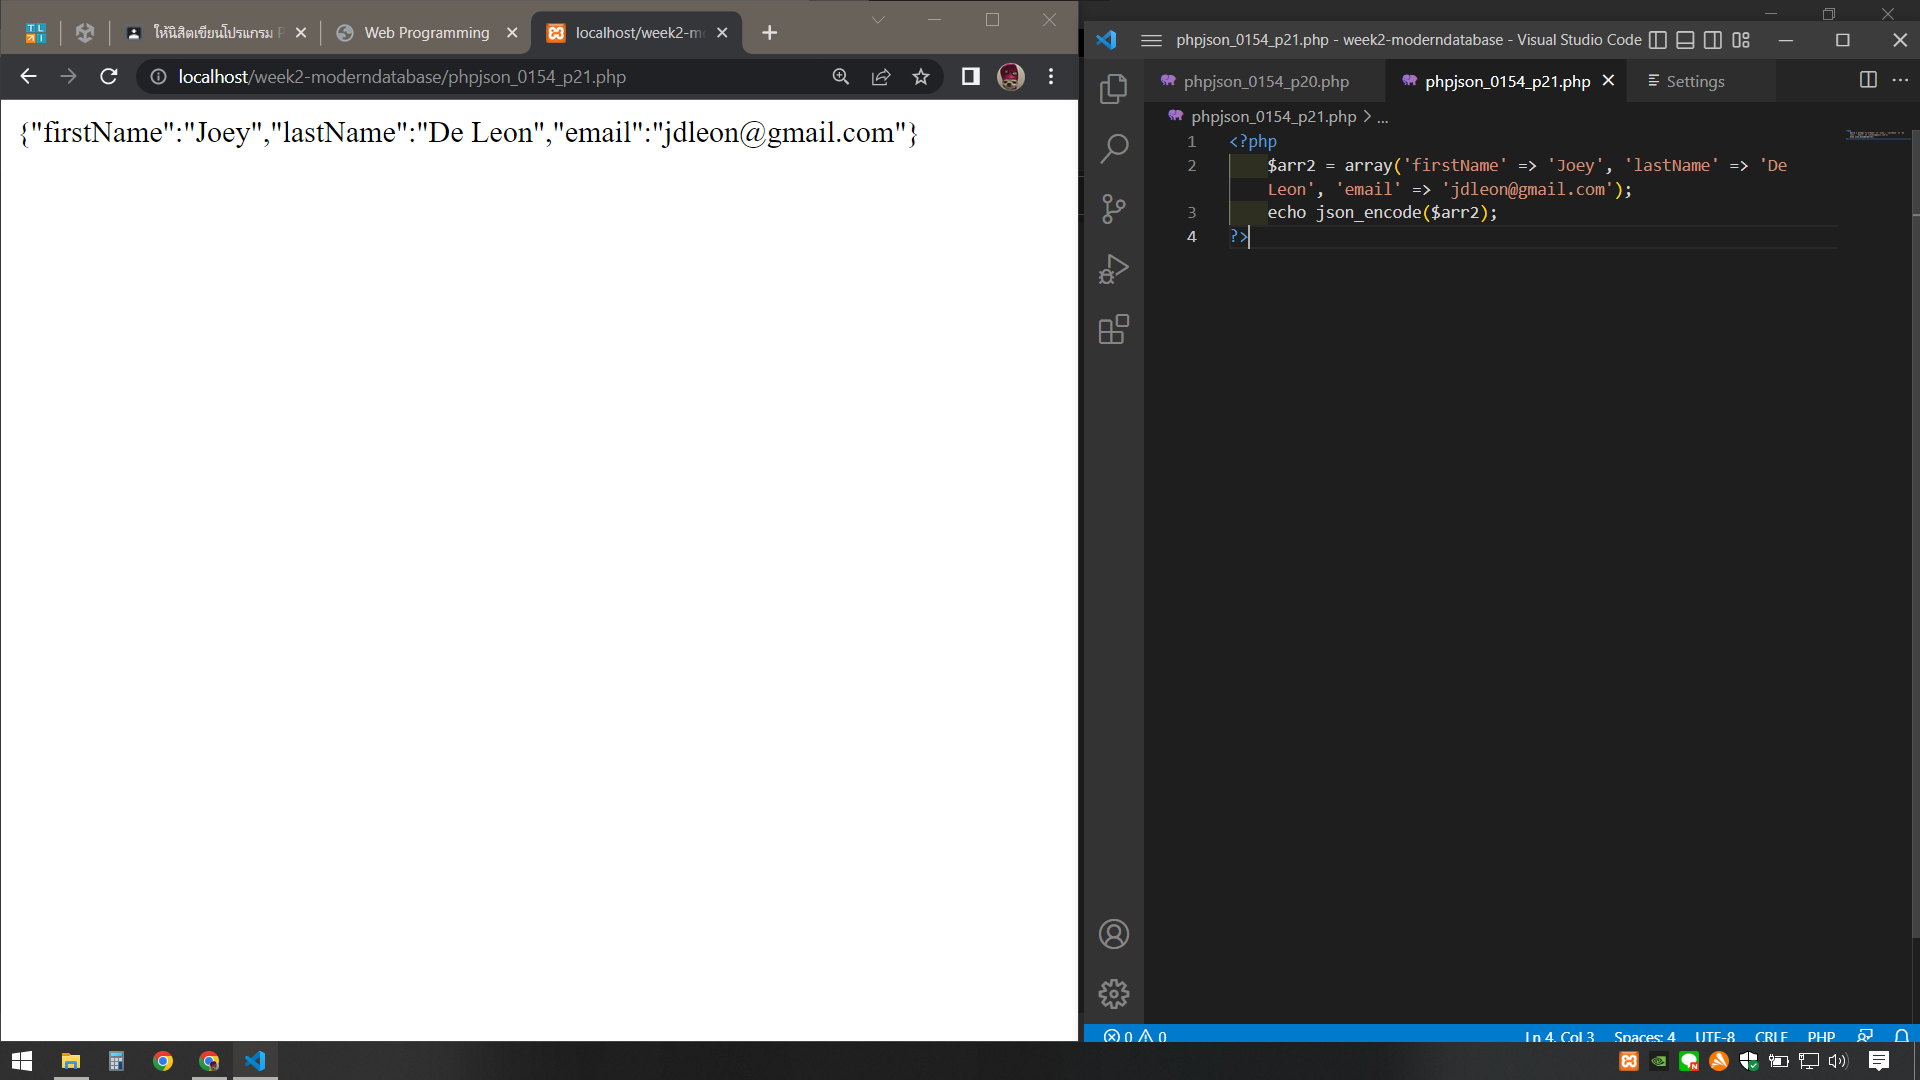 ให้นิสิตเขียนโปรแกรม
Web Programming
localhost/week2-m
localhost/week2-moderndatabase/phpjson_0154_p21.php
{"firstName":"Joey","lastName":"De Leon","email":"jdleon@gmail.com"}
phpjson_0154_p21.php - week2-moderndatabase - Visual Studio Code
phpjson_0154_p20.php
phpjson_0154_p21.php
Settings
phpjson_0154_p21.php > ...
1 <?php
2 $arr2 = array('firstName' => 'Joey', 'lastName' => 'De
Leon', 'email' => 'jdleon@gmail.com');
3 echo json_encode($arr2);
4 ?>
0 0
Ln 4, Col 3 Spaces: 4 UTF-8 CRLF PHP